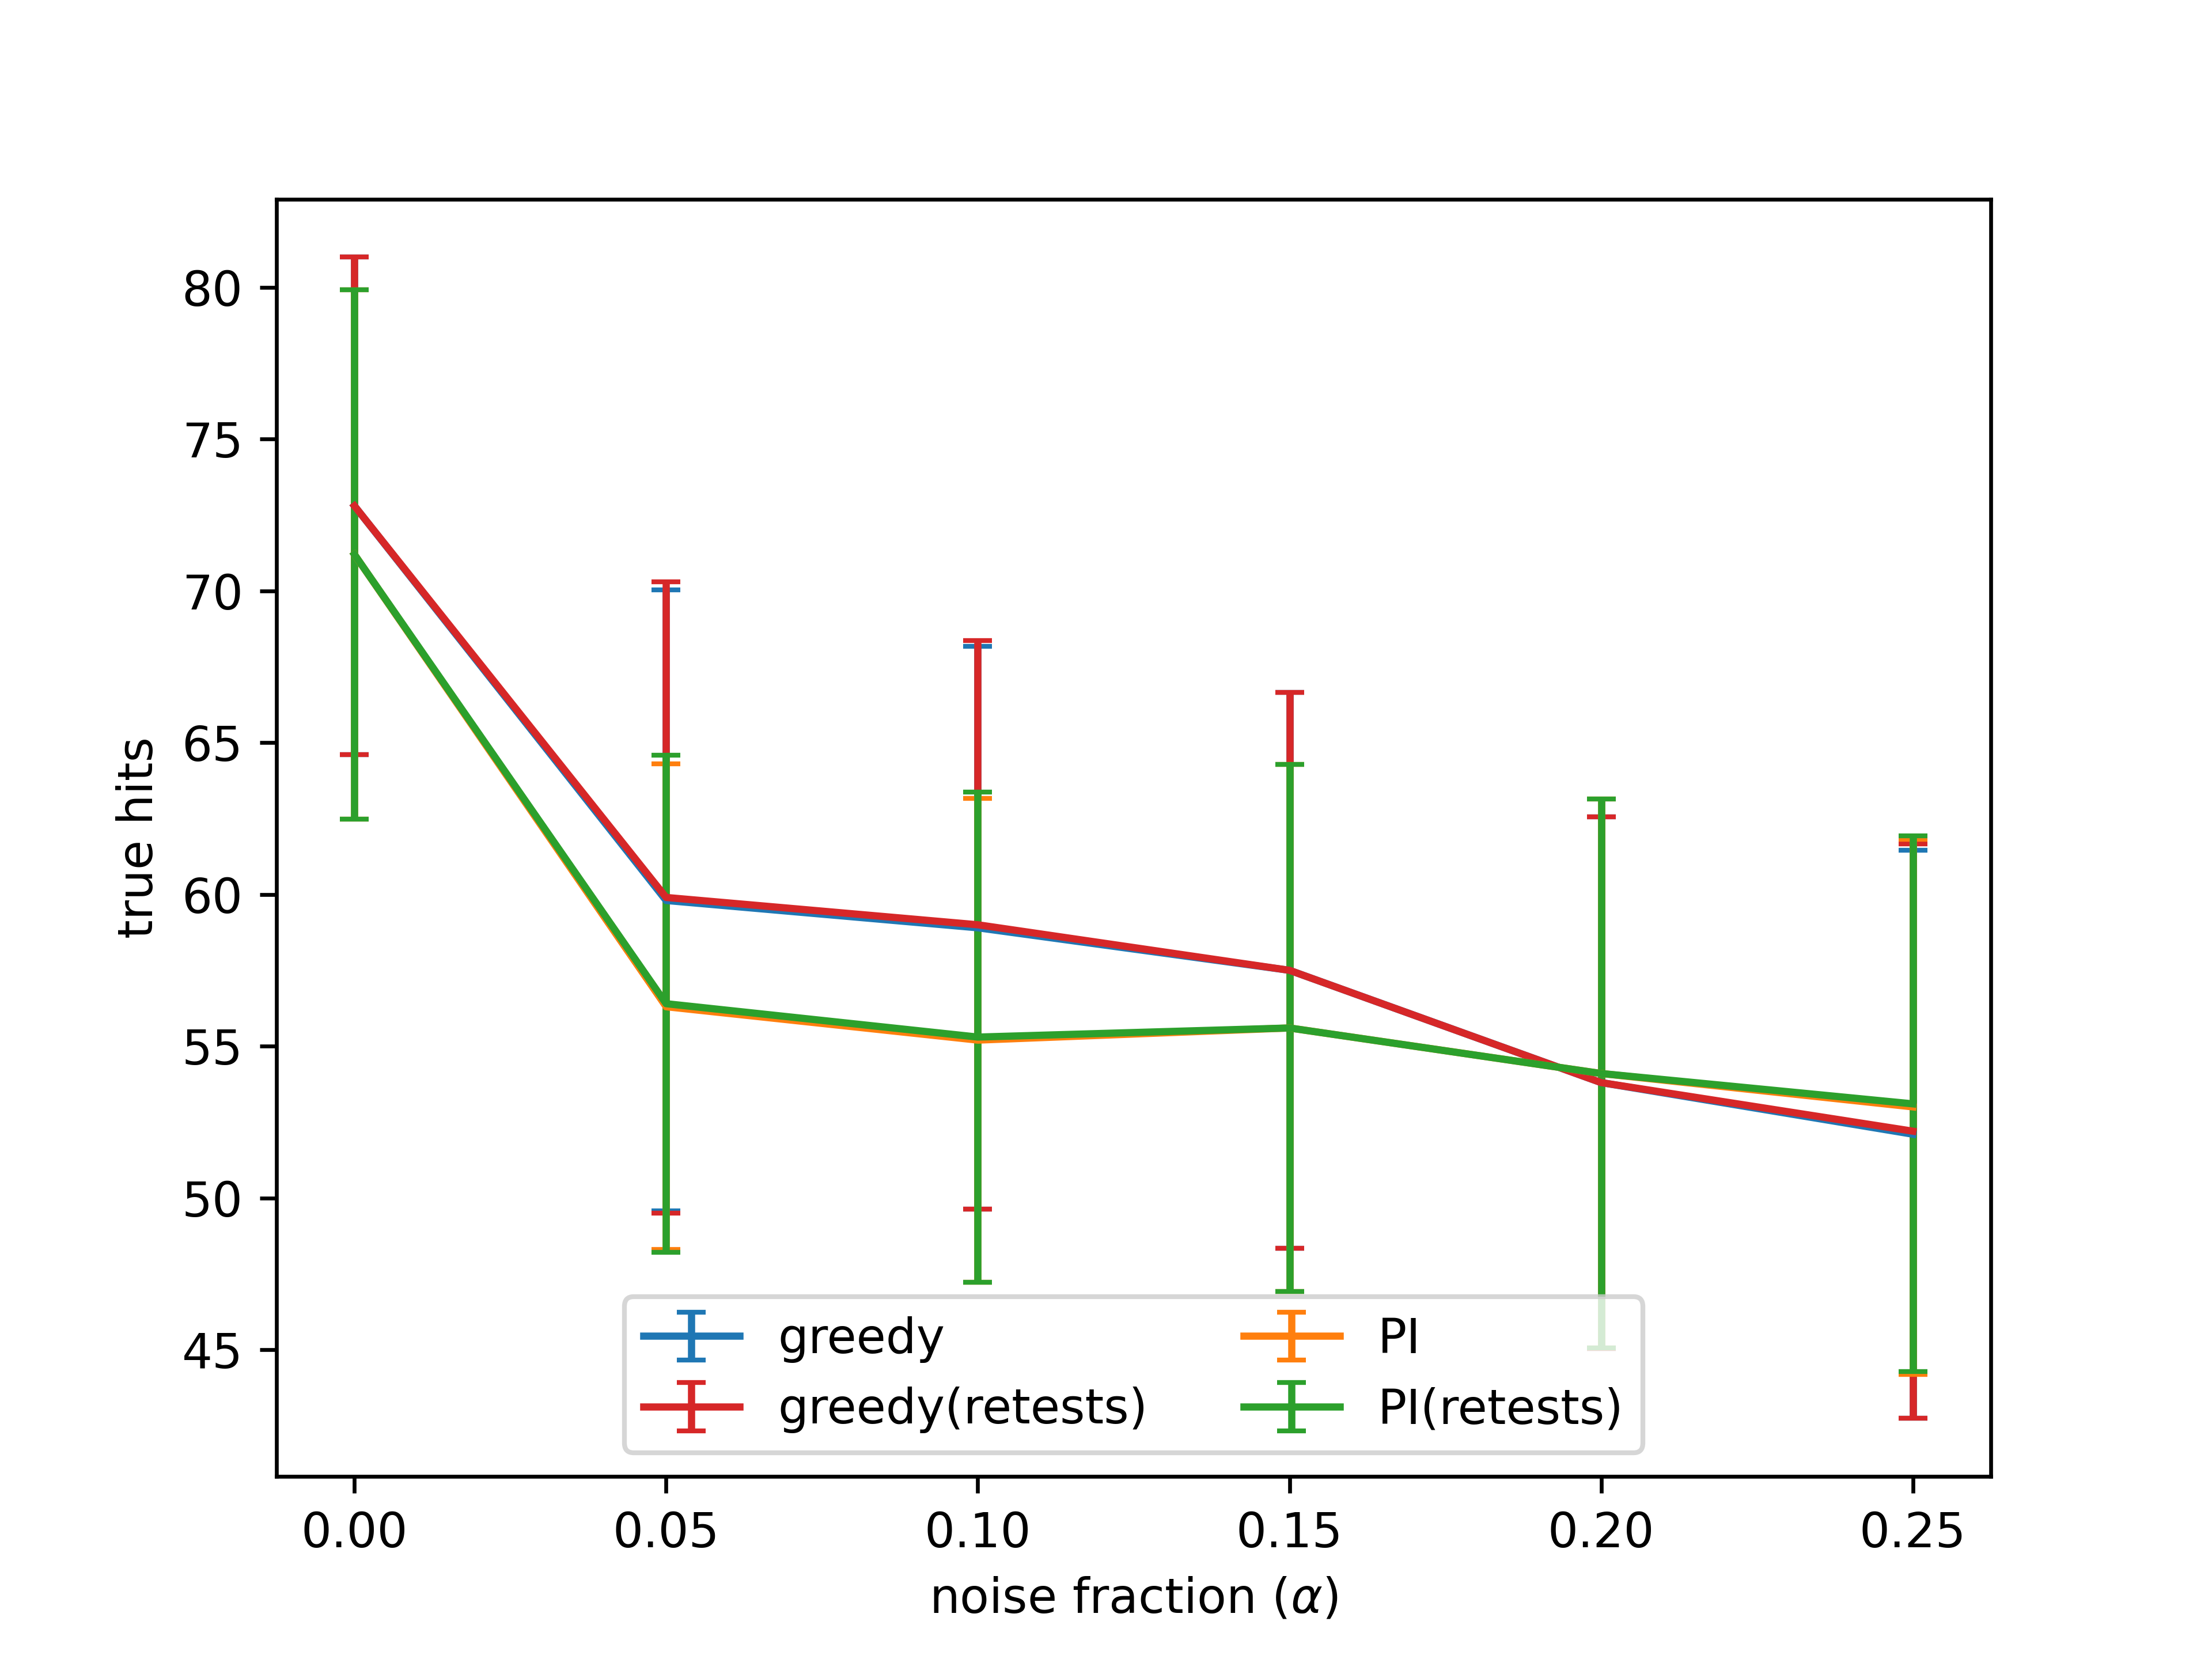 80
75
70
65
60
55
50
45
true hits
greedy
greedy(retests)
PI
PI(retests)
0.00 0.05 0.10 0.15 0.20 0.25
noise fraction (α)